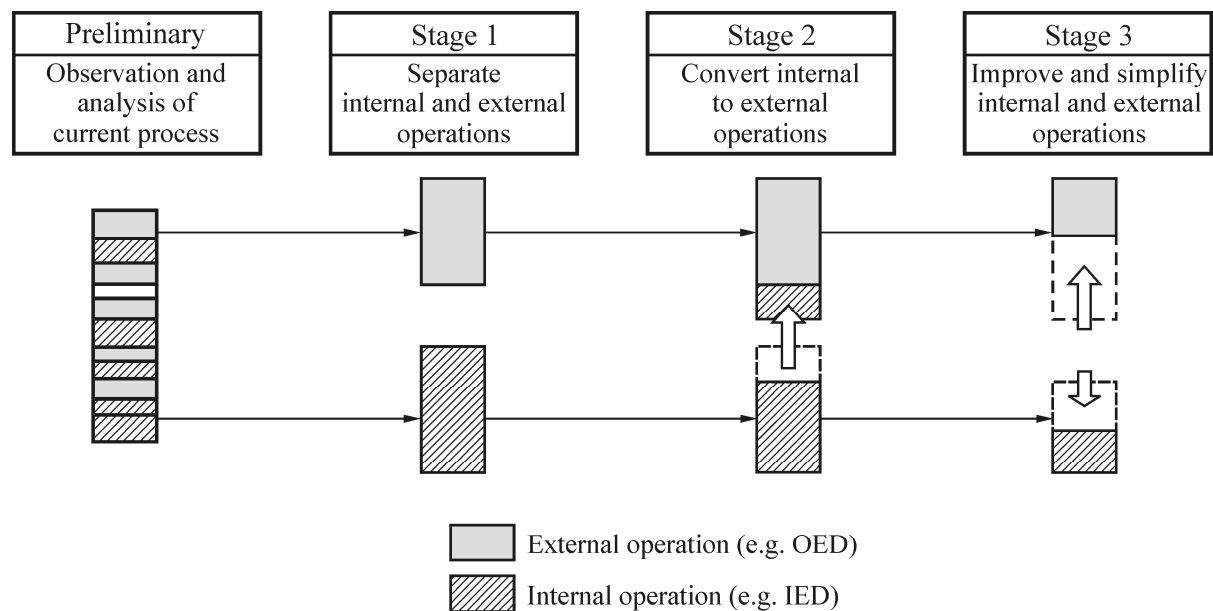 Preliminary
Observation and
analysis of
current process
Stage 1
Separate
internal and external
operations
Stage 2
Convert internal
to external
operations
Stage 3
Improve and simplify
internal and external
operations
External operation (e.g. OED)
Internal operation (e.g. IED)